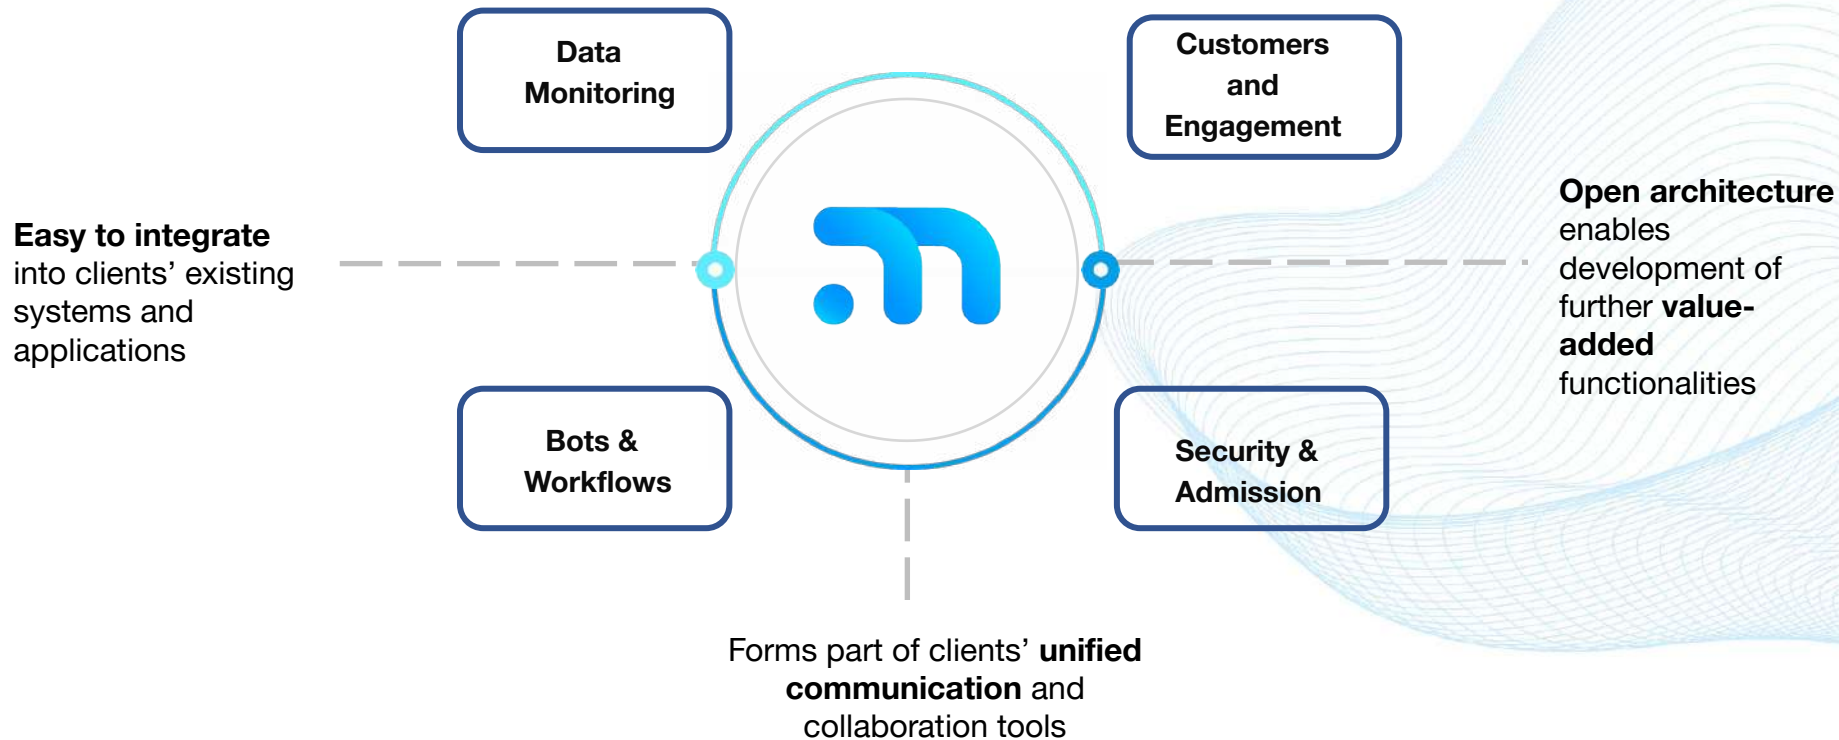 Data
Monitoring
Customers
and
Engagement
Easy to integrate
into clients’ existing
systems and
applications
Open architecture
enables
development of
further value-
added
functionalities
Bots &
Workflows
Security &
Admission
Forms part of clients’ unified
communication and
collaboration tools